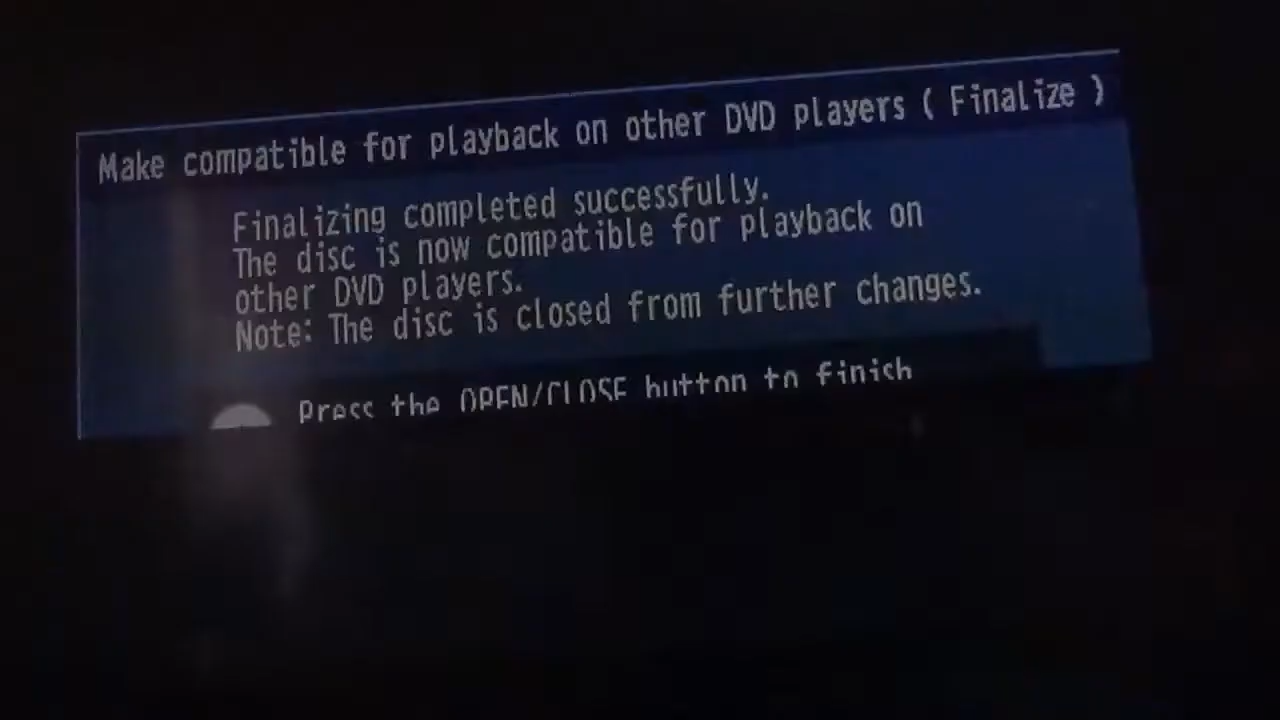 Make compatible for playback on other DVD players ( Finalize )
Finalizing completed successfully.
The disc is now compatible for playback on
other DVD players.
Note: The disc is closed from further changes.
Press the OPEN/CLOSE button to finish